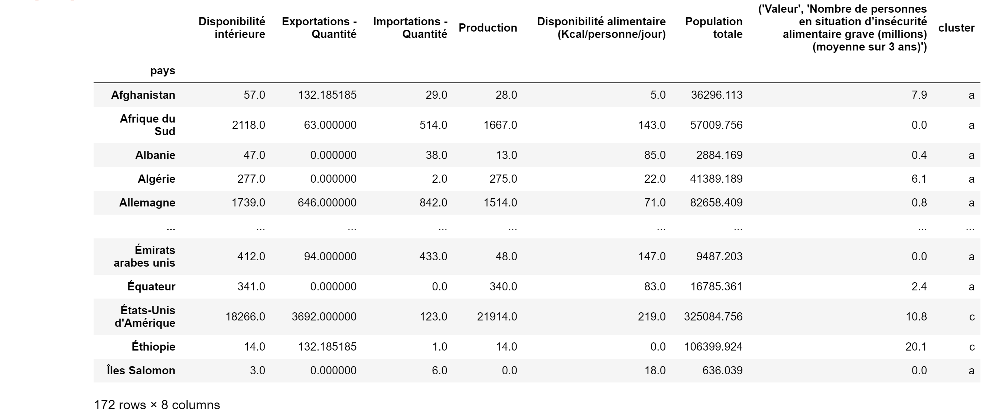 Disponibilité intérieure Exportations - Quantité Importations - Quantité Production Disponibilité alimentaire (Kcal/personne/jour) Population totale ('Valeur', 'Nombre de personnes en situation d’insécurité alimentaire grave (millions) (moyenne sur 3 ans)') cluster
pays
Afghanistan 57.0 132.185185 29.0 28.0 5.0 36296.113 7.9 a
Afrique du Sud 2118.0 63.000000 514.0 1667.0 143.0 57009.756 0.0 a
Albanie 47.0 0.000000 38.0 13.0 85.0 2884.169 0.4 a
Algérie 277.0 0.000000 2.0 275.0 22.0 41389.189 6.1 a
Allemagne 1739.0 646.000000 842.0 1514.0 71.0 82658.409 0.8 a
... ... ... ... ... ... ... ... ...
Émirats arabes unis 412.0 94.000000 433.0 48.0 147.0 9487.203 0.0 a
Équateur 341.0 0.000000 0.0 340.0 83.0 16785.361 2.4 a
États-Unis d'Amérique 18266.0 3692.000000 123.0 21914.0 219.0 325084.756 10.8 c
Éthiopie 14.0 132.185185 1.0 14.0 0.0 106399.924 20.1 c
Îles Salomon 3.0 0.000000 6.0 0.0 18.0 636.039 0.0 a
172 rows × 8 columns